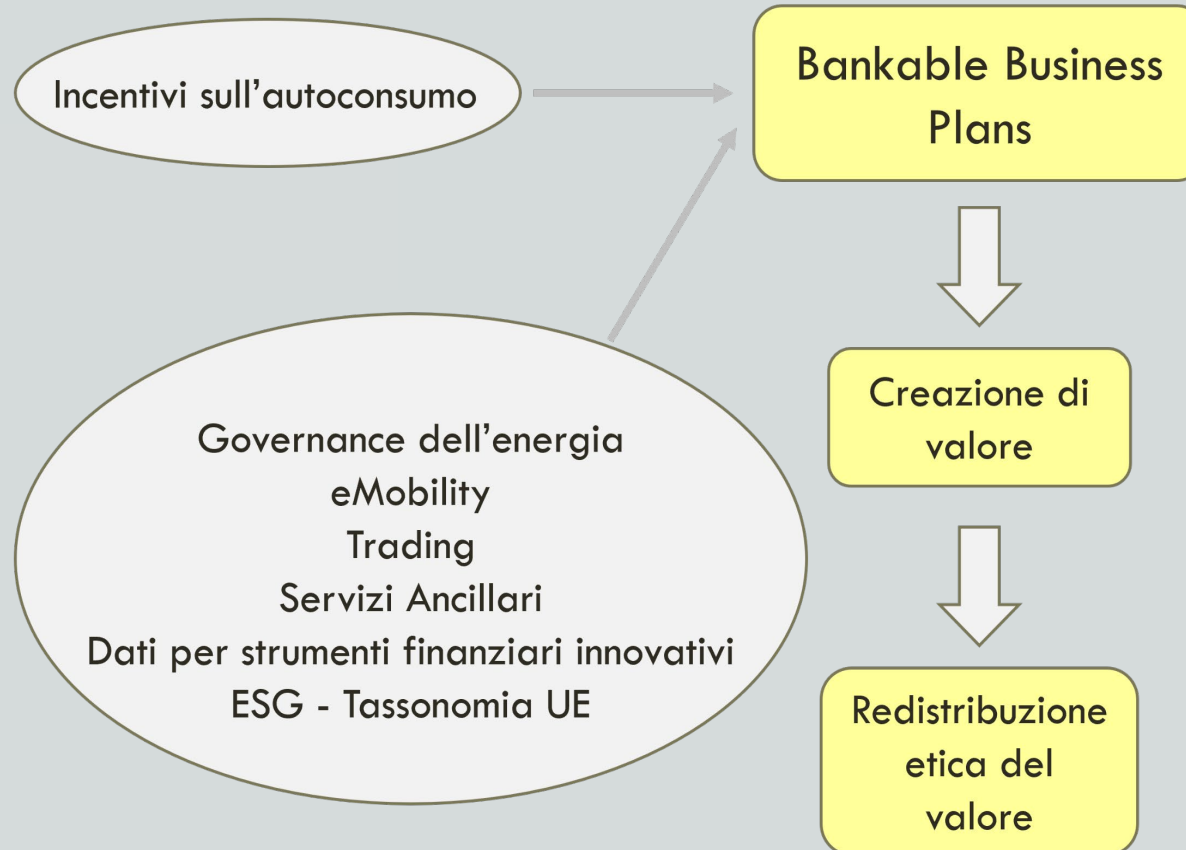 Incentivi sull’autoconsumo
Bankable Business
Plans
Governance dell’energia
eMobility
Trading
Servizi Ancillari
Dati per strumenti finanziari innovativi
ESG - Tassonomia UE
Creazione di
valore
Redistribuzione
etica del
valore